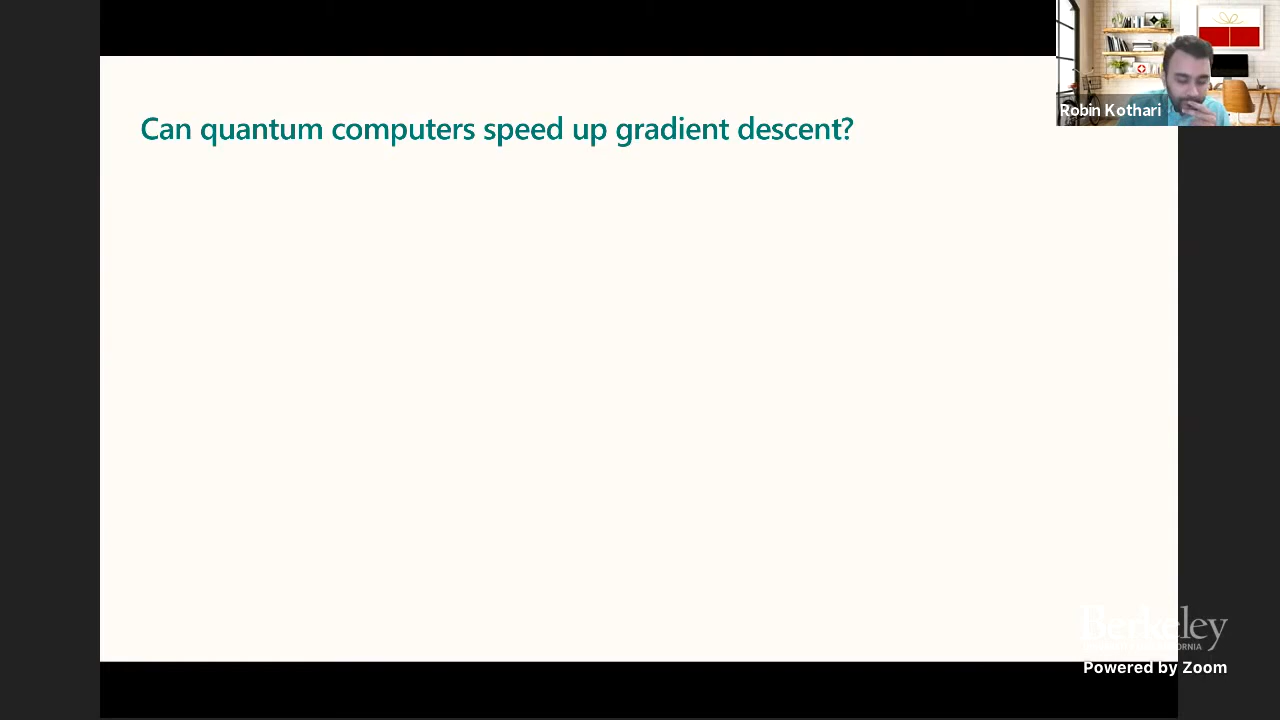 Can quantum computers speed up gradient descent?
Robin Kothari
Berkeley
Powered by Zoom